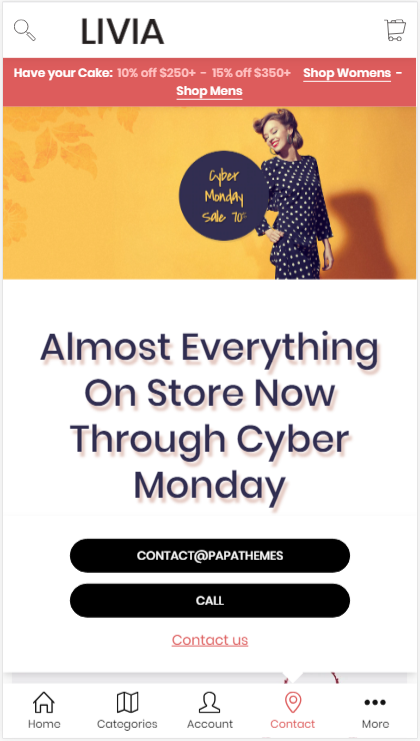 LIVIA
Have your Cake: 10% off $250+ - 15% off $350+ Shop Womens -
Shop Mens
Cyber
Monday
Sale 70%
Almost Everything
On Store Now
Through Cyber
Monday
CONTACT@PAPATHEMES
CALL
Contact us
Home Categories Account Contact More